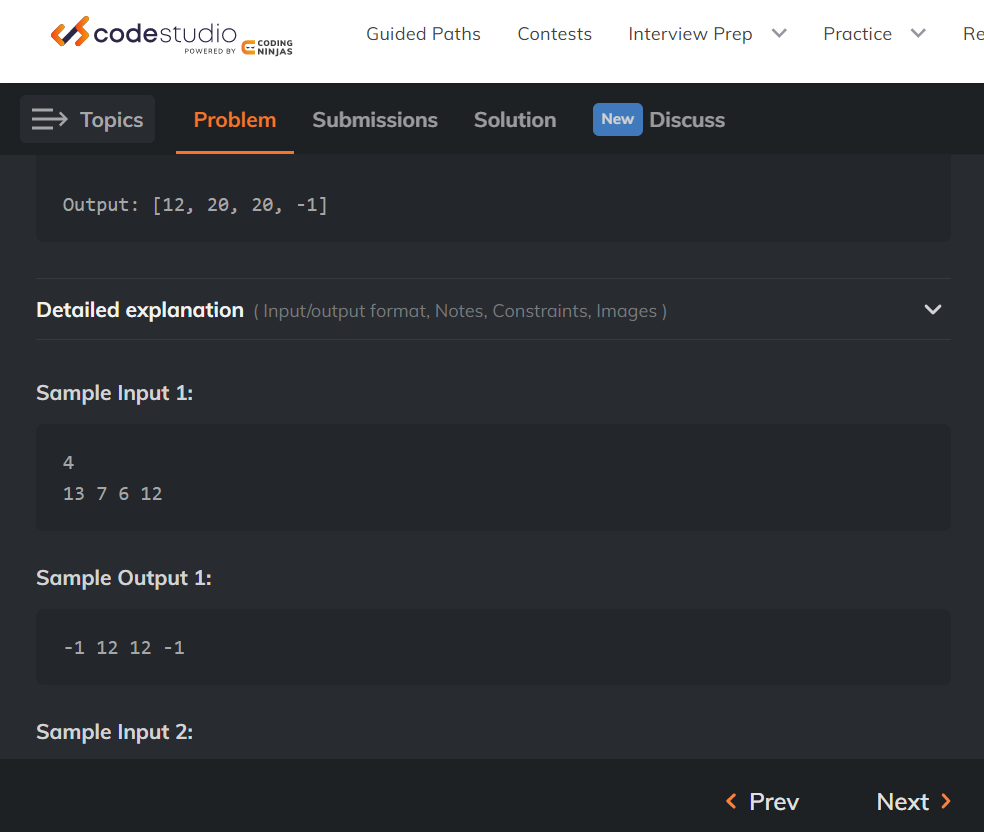 codestudio
POWERED BY CODING NINJAS
Guided Paths Contests Interview Prep Practice Re
Topics Problem Submissions Solution New Discuss
Output: [12, 20, 20, -1]
Detailed explanation ( Input/output format, Notes, Constraints, Images )
Sample Input 1:
4
13 7 6 12
Sample Output 1:
-1 12 12 -1
Sample Input 2:
Prev Next